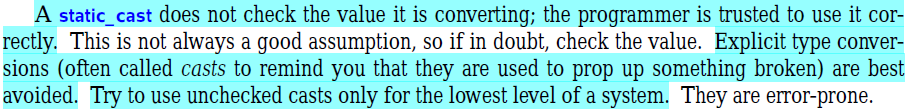 A static_cast does not check the value it is converting; the programmer is trusted to use it cor-
rectly. This is not always a good assumption, so if in doubt, check the value. Explicit type conver-
sions (often called casts to remind you that they are used to prop up something broken) are best
avoided. Try to use unchecked casts only for the lowest level of a system. They are error-prone.